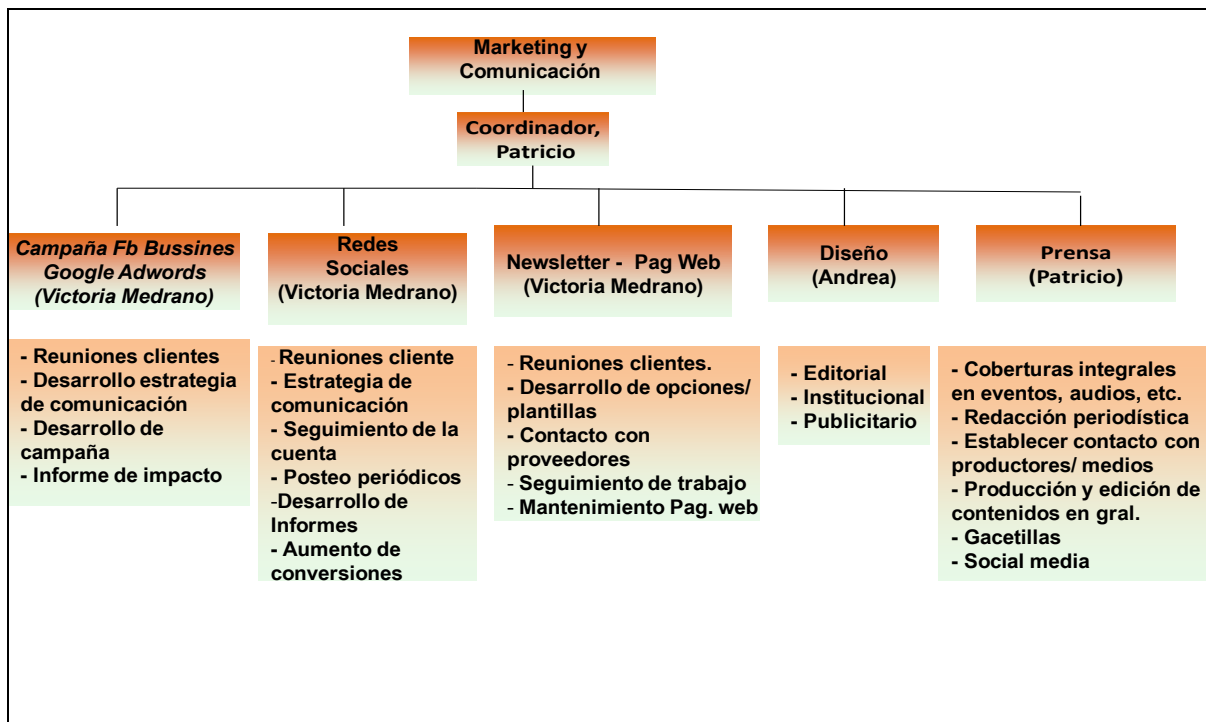 Marketing y
Comunicación
Coordinador,
Patricio
Campaña Fb Bussines
Google Adwords
(Victoria Medrano)
Redes
Sociales
(Victoria Medrano)
Newsletter - Pag Web
(Victoria Medrano)
Diseño
(Andrea)
Prensa
(Patricio)
- Reuniones clientes
- Desarrollo estrategia
de comunicación
- Desarrollo de
campaña
- Informe de impacto
- Reuniones cliente
- Estrategia de
comunicación
- Seguimiento de la
cuenta
- Posteo periódicos
-Desarrollo de
Informes
- Aumento de
conversiones
- Reuniones clientes.
- Desarrollo de opciones/
plantillas
- Contacto con
proveedores
- Seguimiento de trabajo
- Mantenimiento Pag. web
- Editorial
- Institucional
- Publicitario
- Coberturas integrales
en eventos, audios, etc.
- Redacción periodística
- Establecer contacto con
productores/ medios
- Producción y edición de
contenidos en gral.
- Gacetillas
- Social media